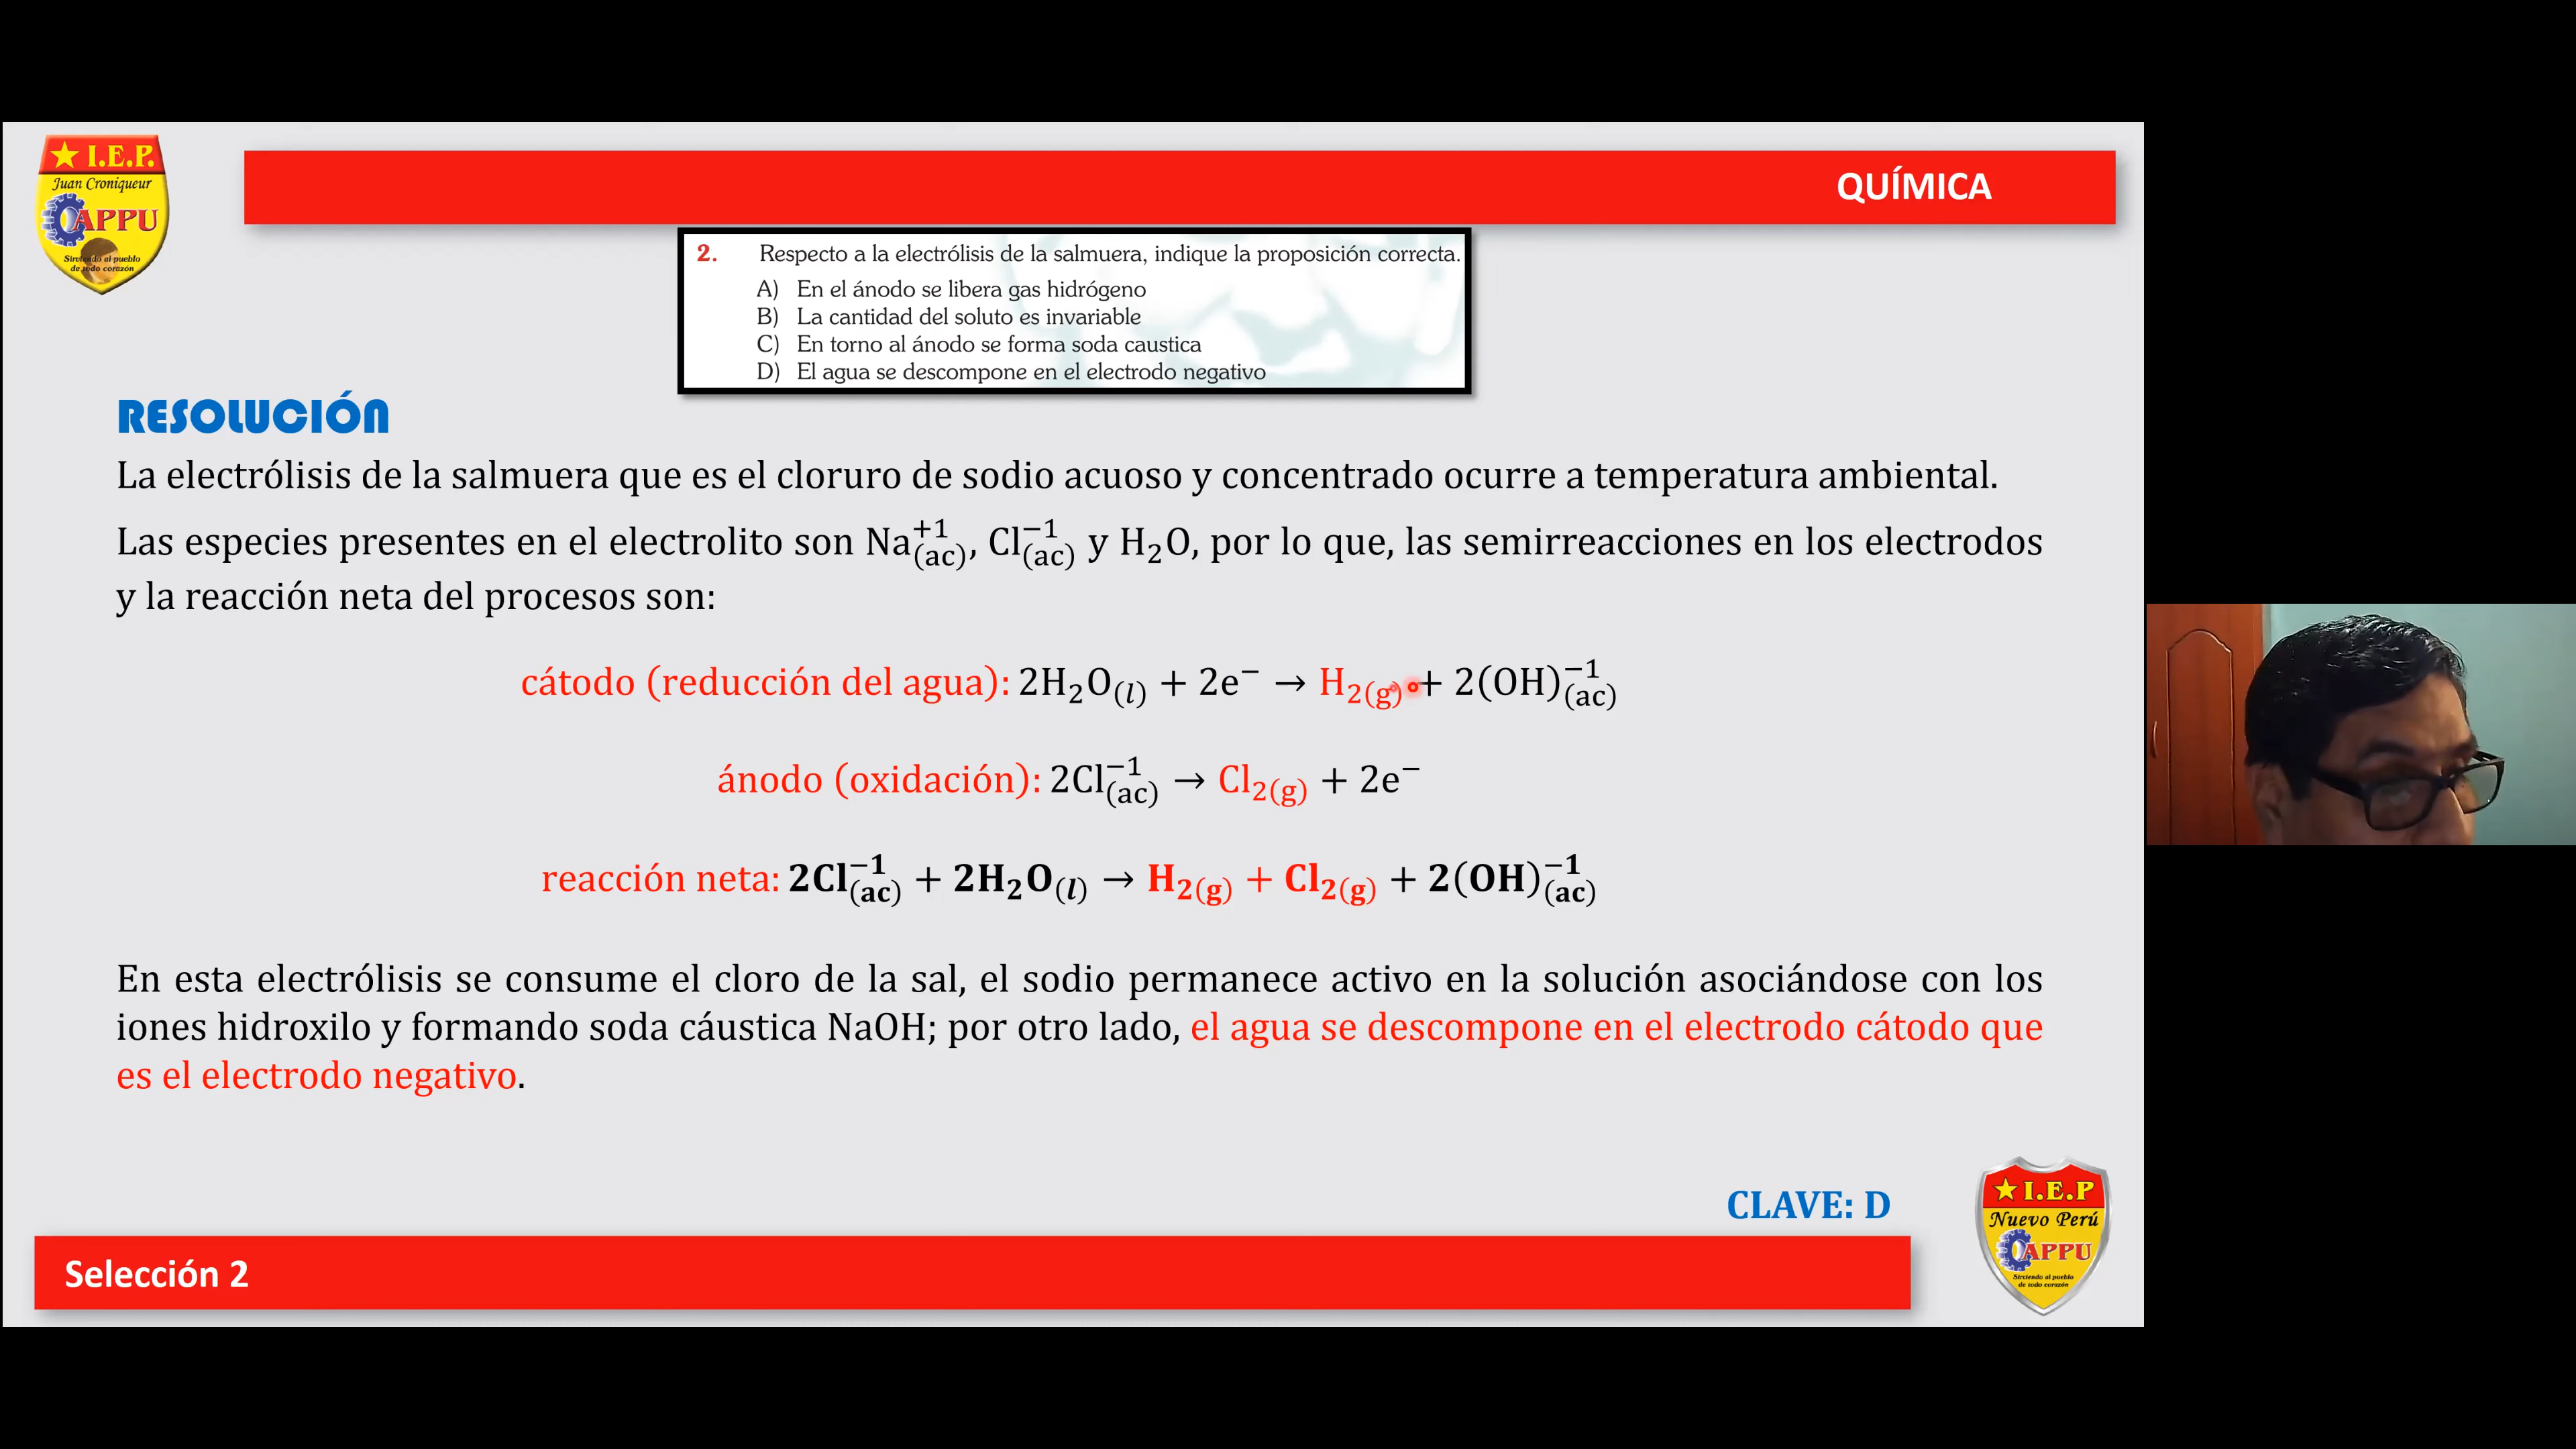 ★ I.E.P.
Juan Croniqueur
CAPPU
Sirviendo al pueblo
de todo corazón
QUÍMICA
2. Respecto a la electrólisis de la salmuera, indique la proposición correcta.
A) En el ánodo se libera gas hidrógeno
B) La cantidad del soluto es invariable
C) En torno al ánodo se forma soda caustica
D) El agua se descompone en el electrodo negativo
RESOLUCIÓN
La electrólisis de la salmuera que es el cloruro de sodio acuoso y concentrado ocurre a temperatura ambiental.
Las especies presentes en el electrolito son Na⁺¹₍ac₎, Cl⁻¹₍ac₎ y H₂O, por lo que, las semirreacciones en los electrodos
y la reacción neta del procesos son:
cátodo (reducción del agua): 2H₂O(l) + 2e⁻ → H₂(g) + 2(OH)⁻¹(ac)
ánodo (oxidación): 2Cl⁻¹(ac) → Cl₂(g) + 2e⁻
reacción neta: 2Cl⁻¹(ac) + 2H₂O(l) → H₂(g) + Cl₂(g) + 2(OH)⁻¹(ac)
En esta electrólisis se consume el cloro de la sal, el sodio permanece activo en la solución asociándose con los
iones hidroxilo y formando soda cáustica NaOH; por otro lado, el agua se descompone en el electrodo cátodo que
es el electrodo negativo.
CLAVE: D
★ I.E.P
Nuevo Perú
CAPPU
Sirviendo al pueblo
de todo corazón
Selección 2